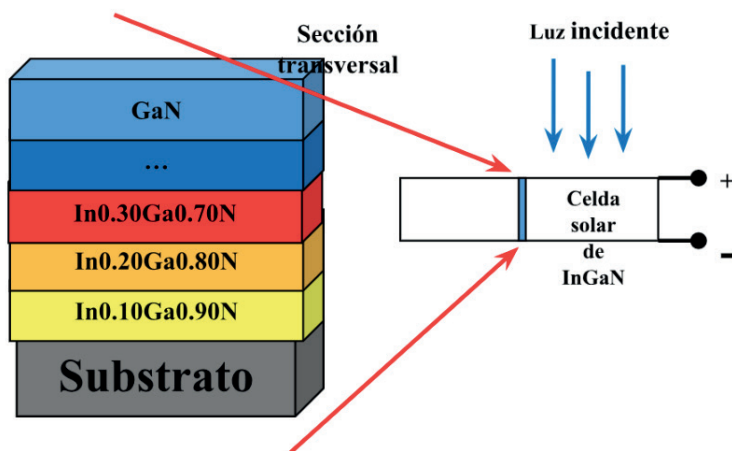 Sección
transversal
Luz incidente
GaN
...
In0.30Ga0.70N
In0.20Ga0.80N
In0.10Ga0.90N
Substrato
+
Celda
solar
de
InGaN
-